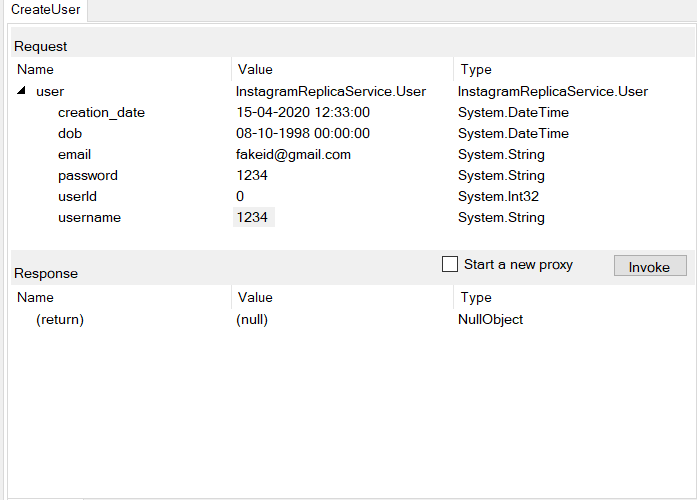 CreateUser
Request
Name Value Type
user InstagramReplicaService.User InstagramReplicaService.User
creation_date 15-04-2020 12:33:00 System.DateTime
dob 08-10-1998 00:00:00 System.DateTime
email fakeid@gmail.com System.String
password 1234 System.String
userId 0 System.Int32
username 1234 System.String
Response Start a new proxy Invoke
Name Value Type
(return) (null) NullObject